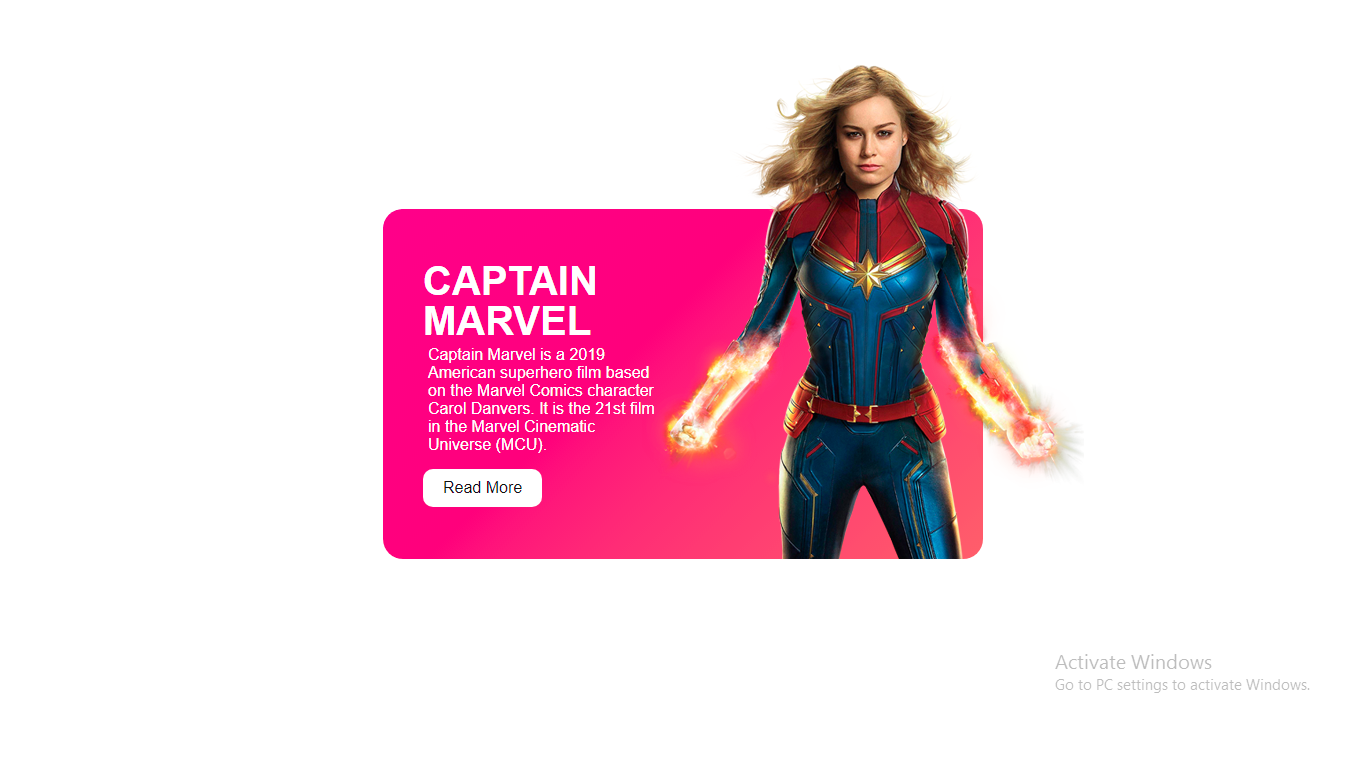 CAPTAIN
MARVEL
Captain Marvel is a 2019
American superhero film based
on the Marvel Comics character
Carol Danvers. It is the 21st film
in the Marvel Cinematic
Universe (MCU).
Read More
Activate Windows
Go to PC settings to activate Windows.